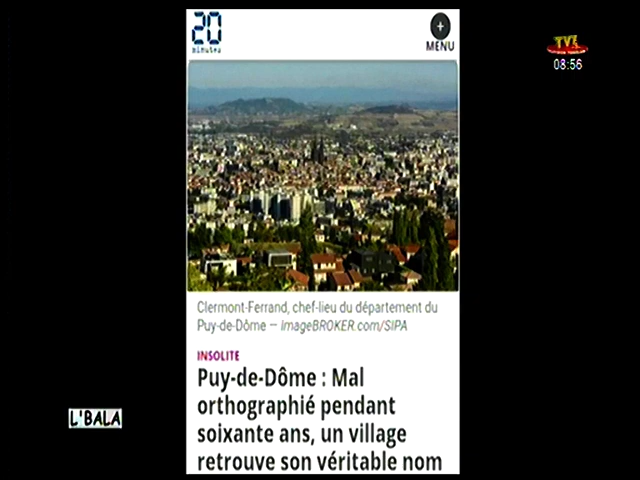 20
minutes
+
MENU
TVT
08:56
Clermont-Ferrand, chef-lieu du département du
Puy-de-Dôme — imageBROKER.com/SIPA
INSOLITE
Puy-de-Dôme : Mal
orthographié pendant
soixante ans, un village
retrouve son véritable nom
L'BALA